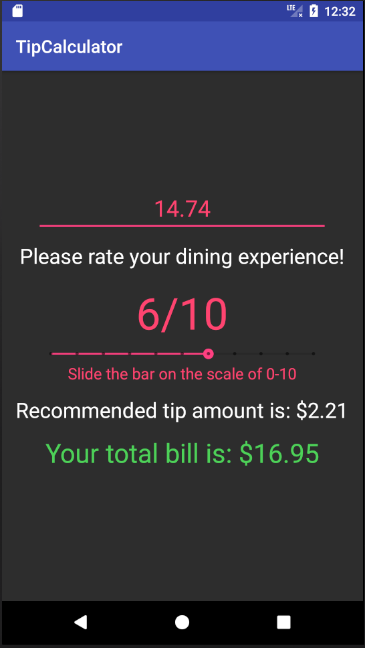 LTE 12:32
TipCalculator
14.74
Please rate your dining experience!
6/10
Slide the bar on the scale of 0-10
Recommended tip amount is: $2.21
Your total bill is: $16.95